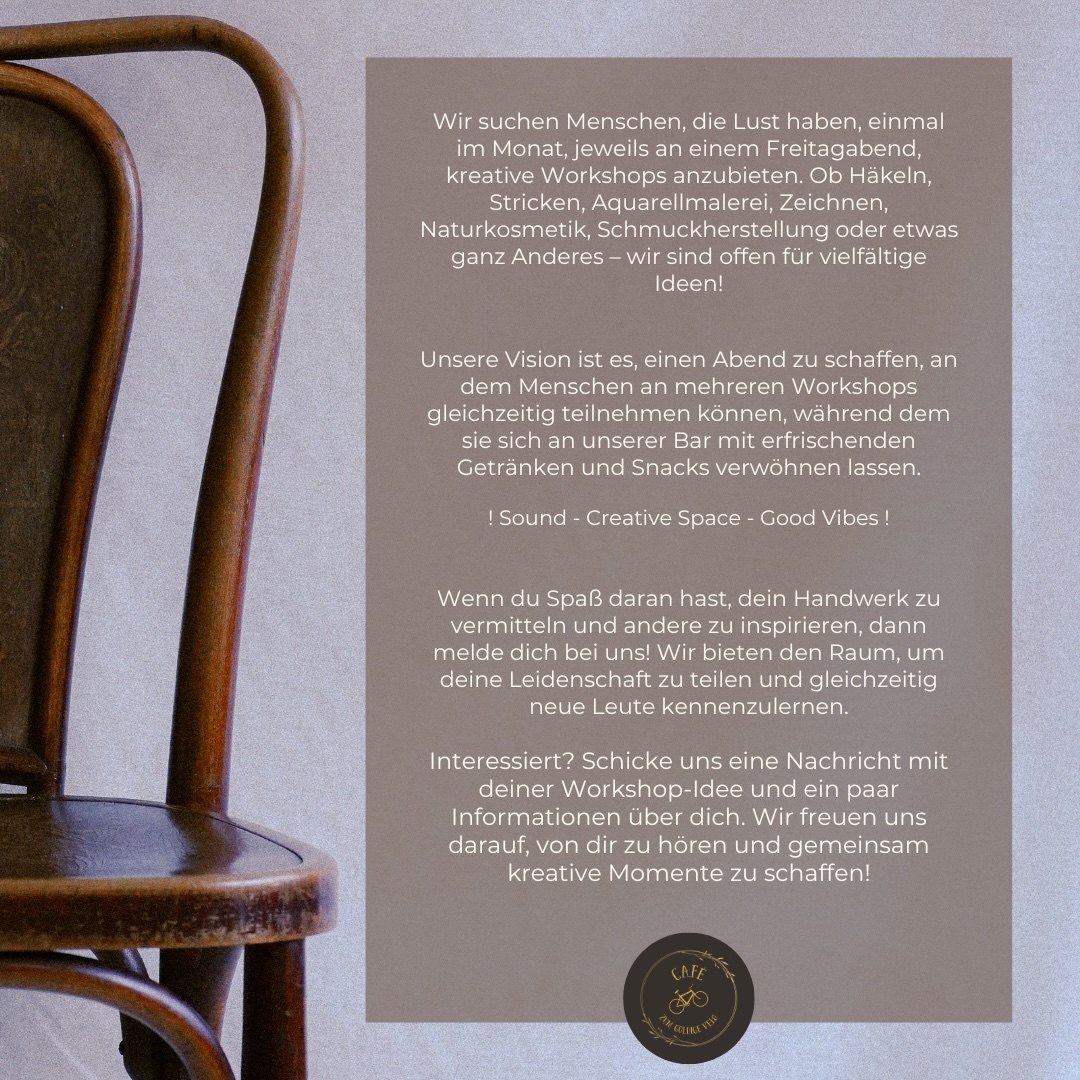 Wir suchen Menschen, die Lust haben, einmal
im Monat, jeweils an einem Freitagabend,
kreative Workshops anzubieten. Ob Häkeln,
Stricken, Aquarellmalerei, Zeichnen,
Naturkosmetik, Schmuckherstellung oder etwas
ganz Anderes – wir sind offen für vielfältige
Ideen!
Unsere Vision ist es, einen Abend zu schaffen, an
dem Menschen an mehreren Workshops
gleichzeitig teilnehmen können, während dem
sie sich an unserer Bar mit erfrischenden
Getränken und Snacks verwöhnen lassen.
! Sound - Creative Space - Good Vibes !
Wenn du Spaß daran hast, dein Handwerk zu
vermitteln und andere zu inspirieren, dann
melde dich bei uns! Wir bieten den Raum, um
deine Leidenschaft zu teilen und gleichzeitig
neue Leute kennenzulernen.
Interessiert? Schicke uns eine Nachricht mit
deiner Workshop-Idee und ein paar
Informationen über dich. Wir freuen uns
darauf, von dir zu hören und gemeinsam
kreative Momente zu schaffen!
CAFÉ
ZUM GOLDIGE VELO